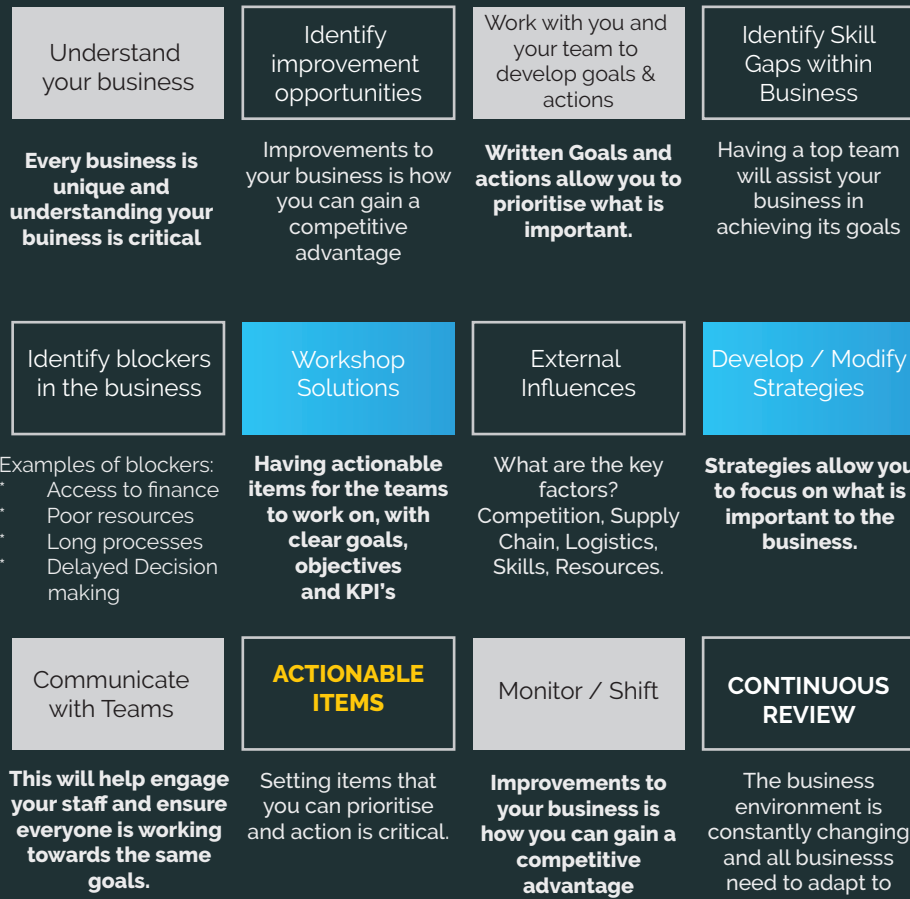 Understand
your business
Every business is
unique and
understanding your
buiness is critical
Identify
improvement
opportunities
Improvements to
your business is how
you can gain a
competitive
advantage
Work with you and
your team to
develop goals &
actions
Written Goals and
actions allow you to
prioritise what is
important.
Identify Skill
Gaps within
Business
Having a top team
will assist your
business in
achieving its goals
Identify blockers
in the business
Examples of blockers:
* Access to finance
* Poor resources
* Long processes
* Delayed Decision
making
Workshop
Solutions
Having actionable
items for the teams
to work on, with
clear goals,
objectives
and KPI's
External
Influences
What are the key
factors?
Competition, Supply
Chain, Logistics,
Skills, Resources.
Develop / Modify
Strategies
Strategies allow you
to focus on what is
important to the
business.
Communicate
with Teams
This will help engage
your staff and ensure
everyone is working
towards the same
goals.
ACTIONABLE
ITEMS
Setting items that
you can prioritise
and action is critical.
Monitor / Shift
Improvements to
your business is
how you can gain a
competitive
advantage
CONTINUOUS
REVIEW
The business
environment is
constantly changing
and all businesss
need to adapt to